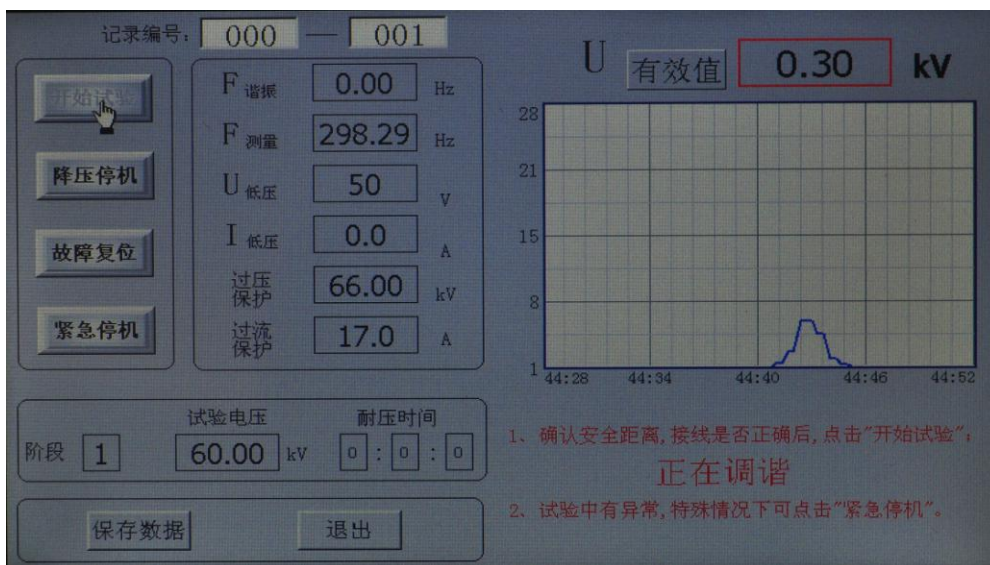 记录编号: 000 — 001
开始试验
降压停机
故障复位
紧急停机
F 谐振 0.00 Hz
F 测量 298.29 Hz
U 低压 50 V
I 低压 0.0 A
过压保护 66.00 kV
过流保护 17.0 A
U 有效值 0.30 kV
28
21
15
8
1
44:28 44:34 44:40 44:46 44:52
试验电压 耐压时间
阶段 1 60.00 kV 0 : 0 : 0
保存数据 退出
1、确认安全距离,接线是否正确后,点击"开始试验";
正在调谐
2、试验中有异常,特殊情况下可点击"紧急停机"。